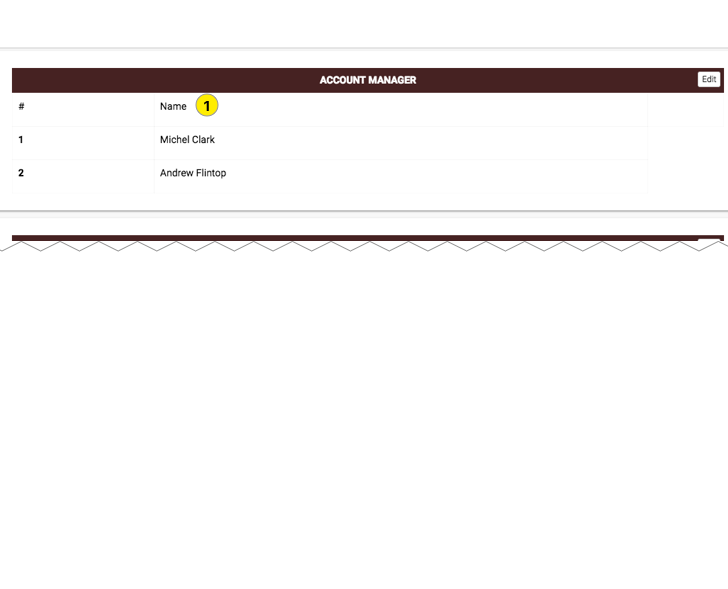 ACCOUNT MANAGER Edit
# Name 1
1 Michel Clark
2 Andrew Flintop